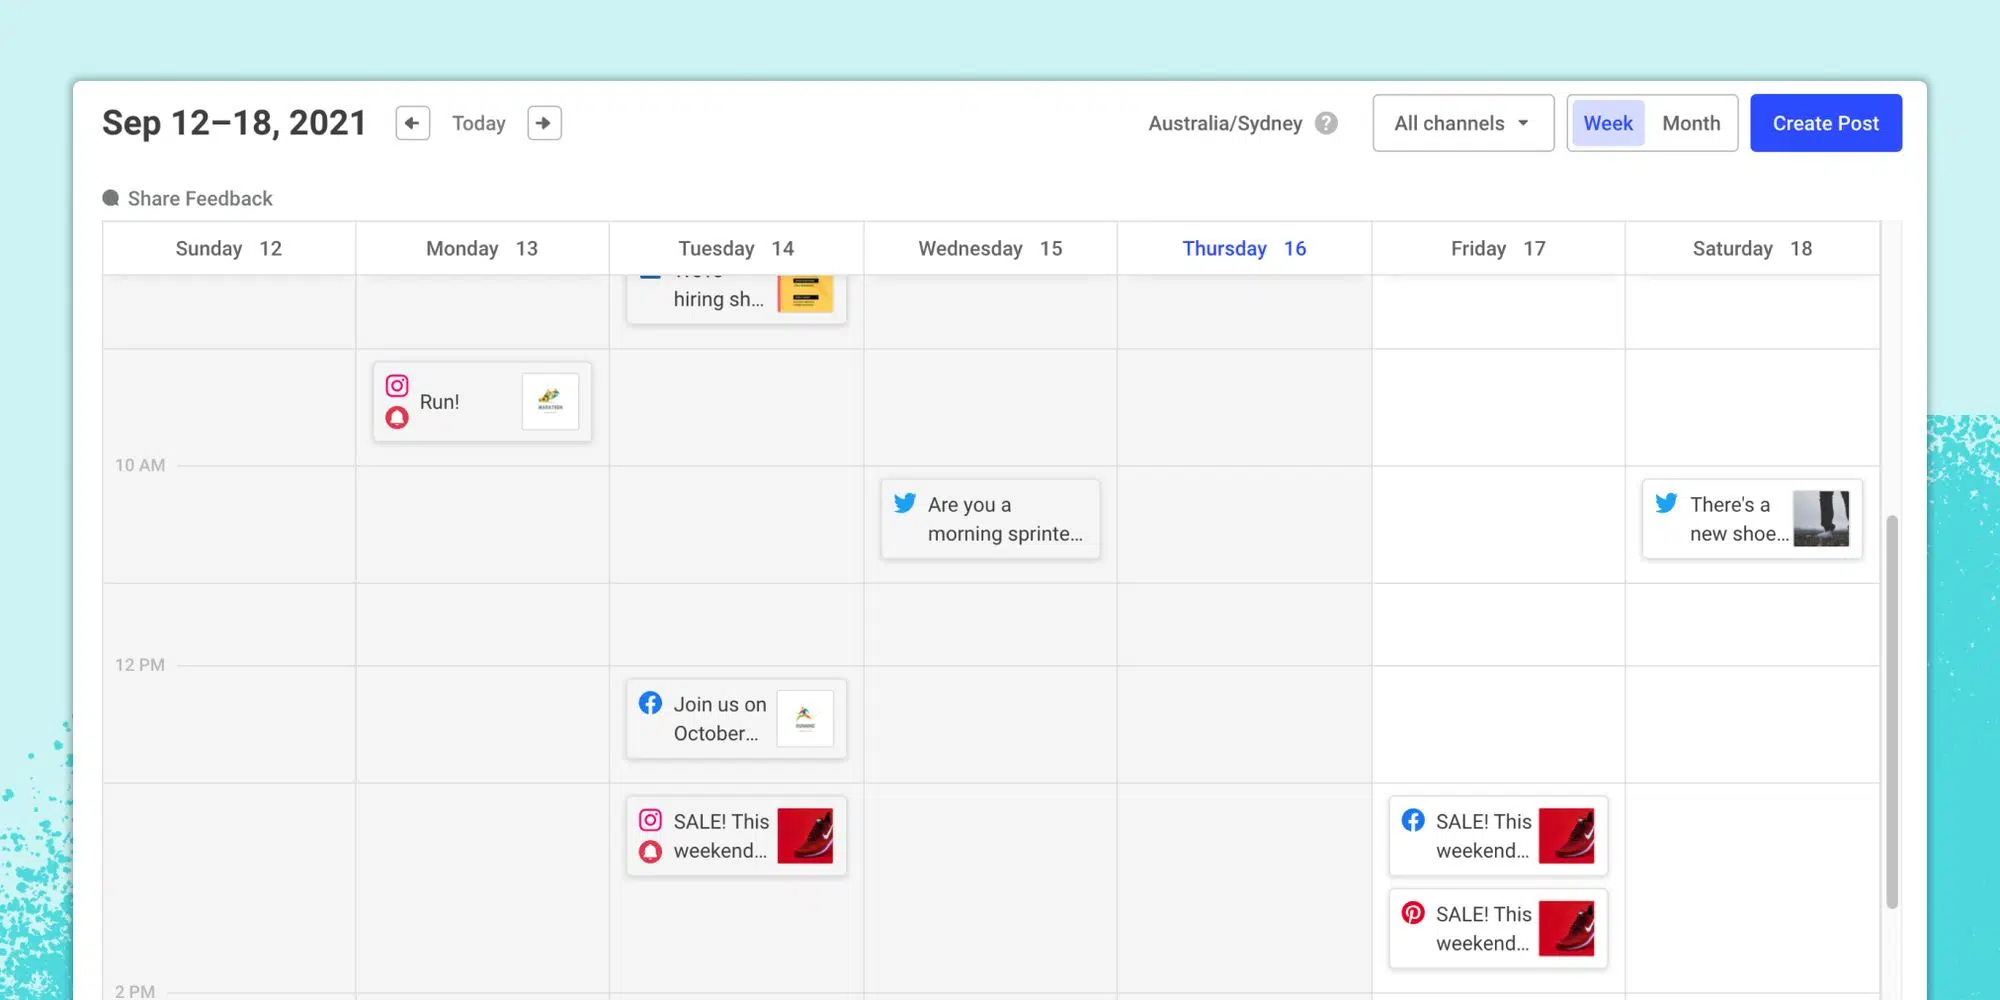 Sep 12–18, 2021
Today
Australia/Sydney
?
All channels
Week
Month
Create Post
Share Feedback
Sunday 12
Monday 13
Tuesday 14
Wednesday 15
Thursday 16
Friday 17
Saturday 18
hiring sh...
Run!
MARATHON
10 AM
Are you a
morning sprinte...
There's a
new shoe...
12 PM
Join us on
October...
RUNNING
SALE! This
weekend...
SALE! This
weekend...
SALE! This
weekend...
2 PM